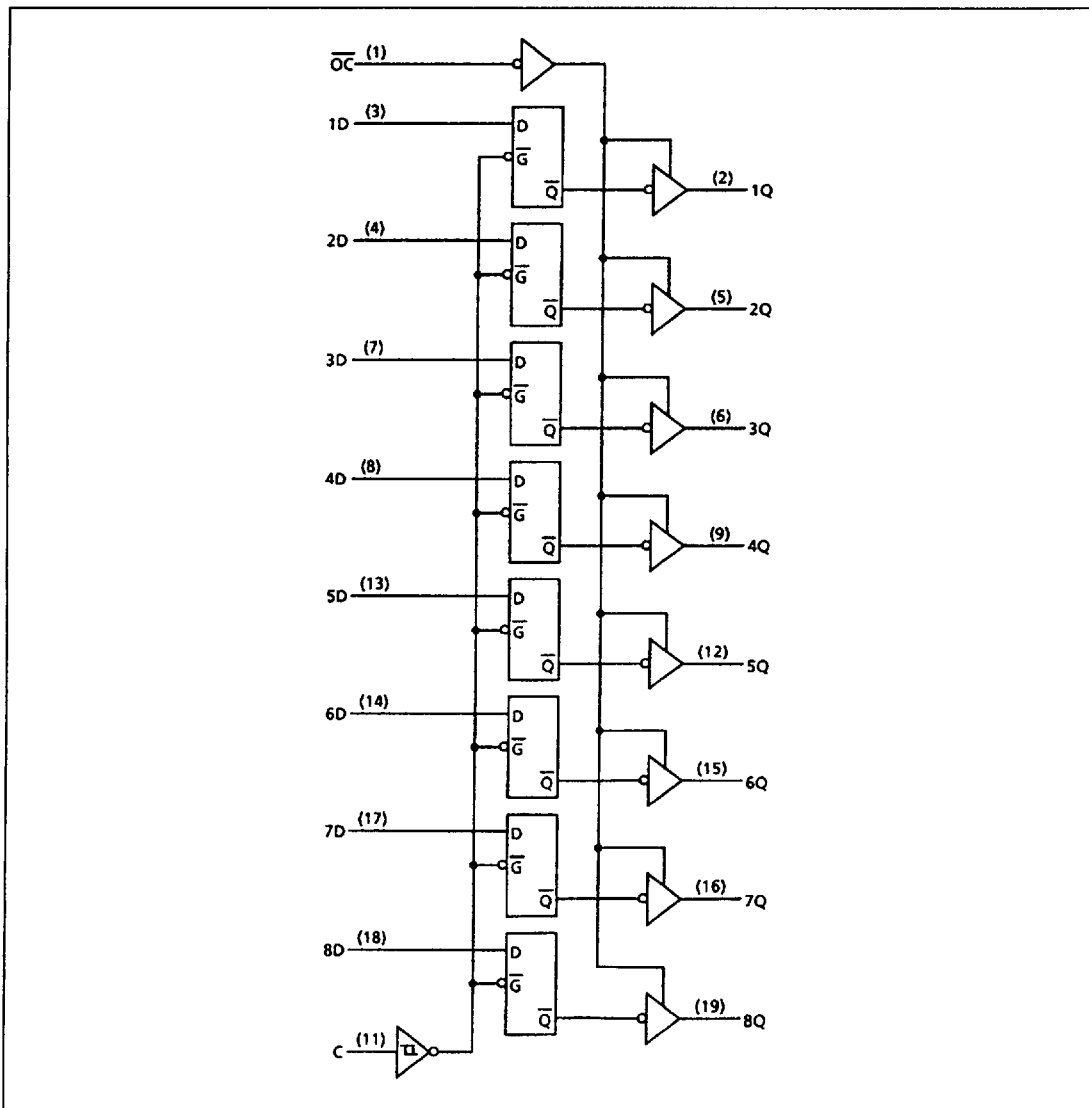 O̅C̅ (1)
1D (3)
D
G̅
Q̅
(2) 1Q
2D (4)
D
G̅
Q̅
(5) 2Q
3D (7)
D
G̅
Q̅
(6) 3Q
4D (8)
D
G̅
Q̅
(9) 4Q
5D (13)
D
G̅
Q̅
(12) 5Q
6D (14)
D
G̅
Q̅
(15) 6Q
7D (17)
D
G̅
Q̅
(16) 7Q
8D (18)
D
G̅
Q̅
(19) 8Q
C (11)